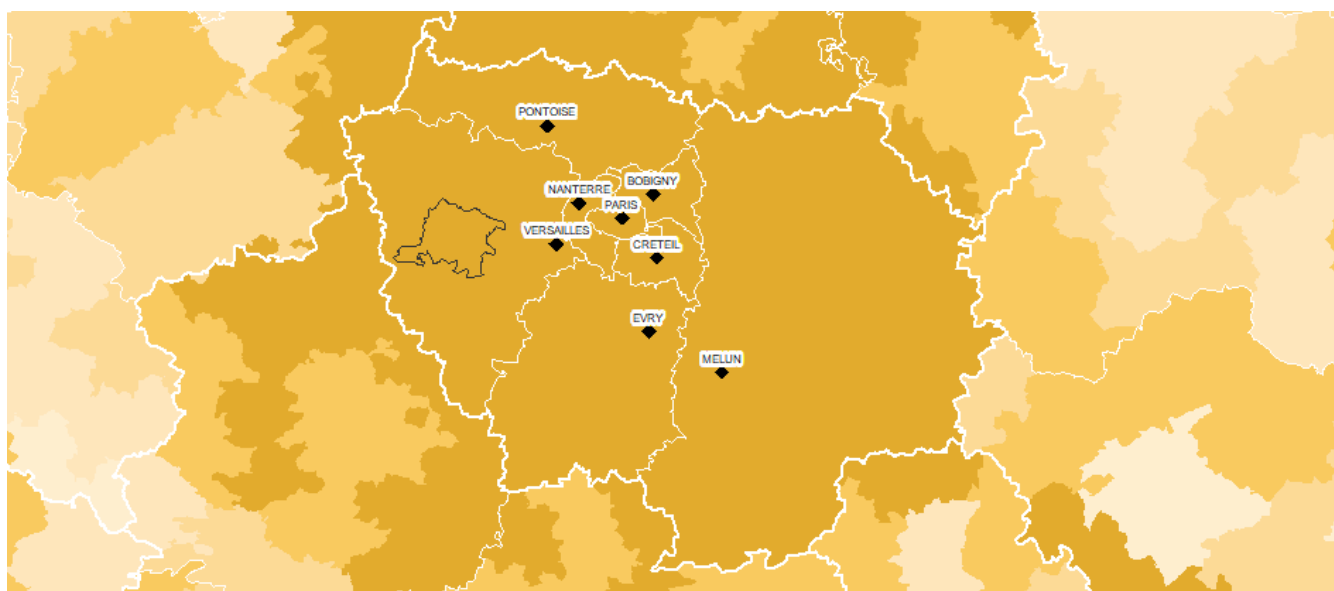 PONTOISE
BOBIGNY
NANTERRE
PARIS
VERSAILLES
CRETEIL
EVRY
MELUN